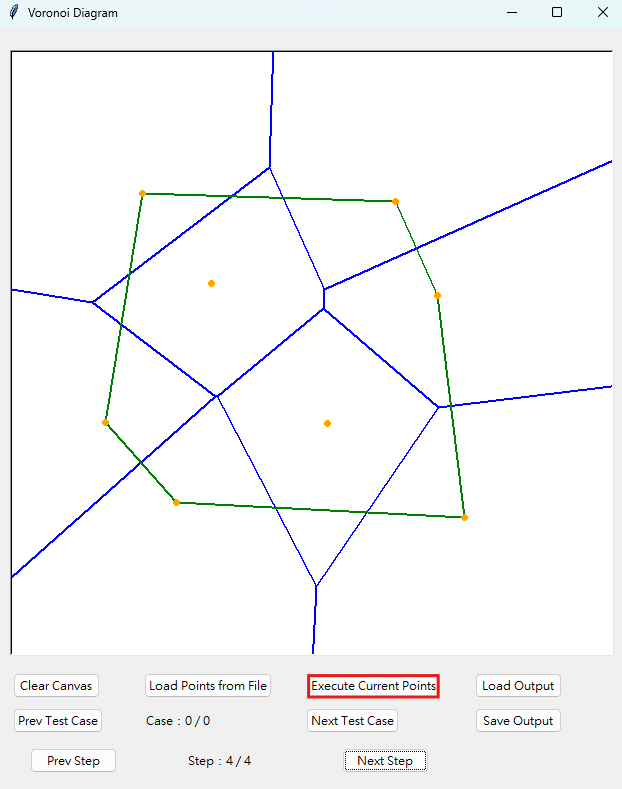 Voronoi Diagram
Clear Canvas Load Points from File Execute Current Points Load Output
Prev Test Case Case : 0 / 0 Next Test Case Save Output
Prev Step Step : 4 / 4 Next Step